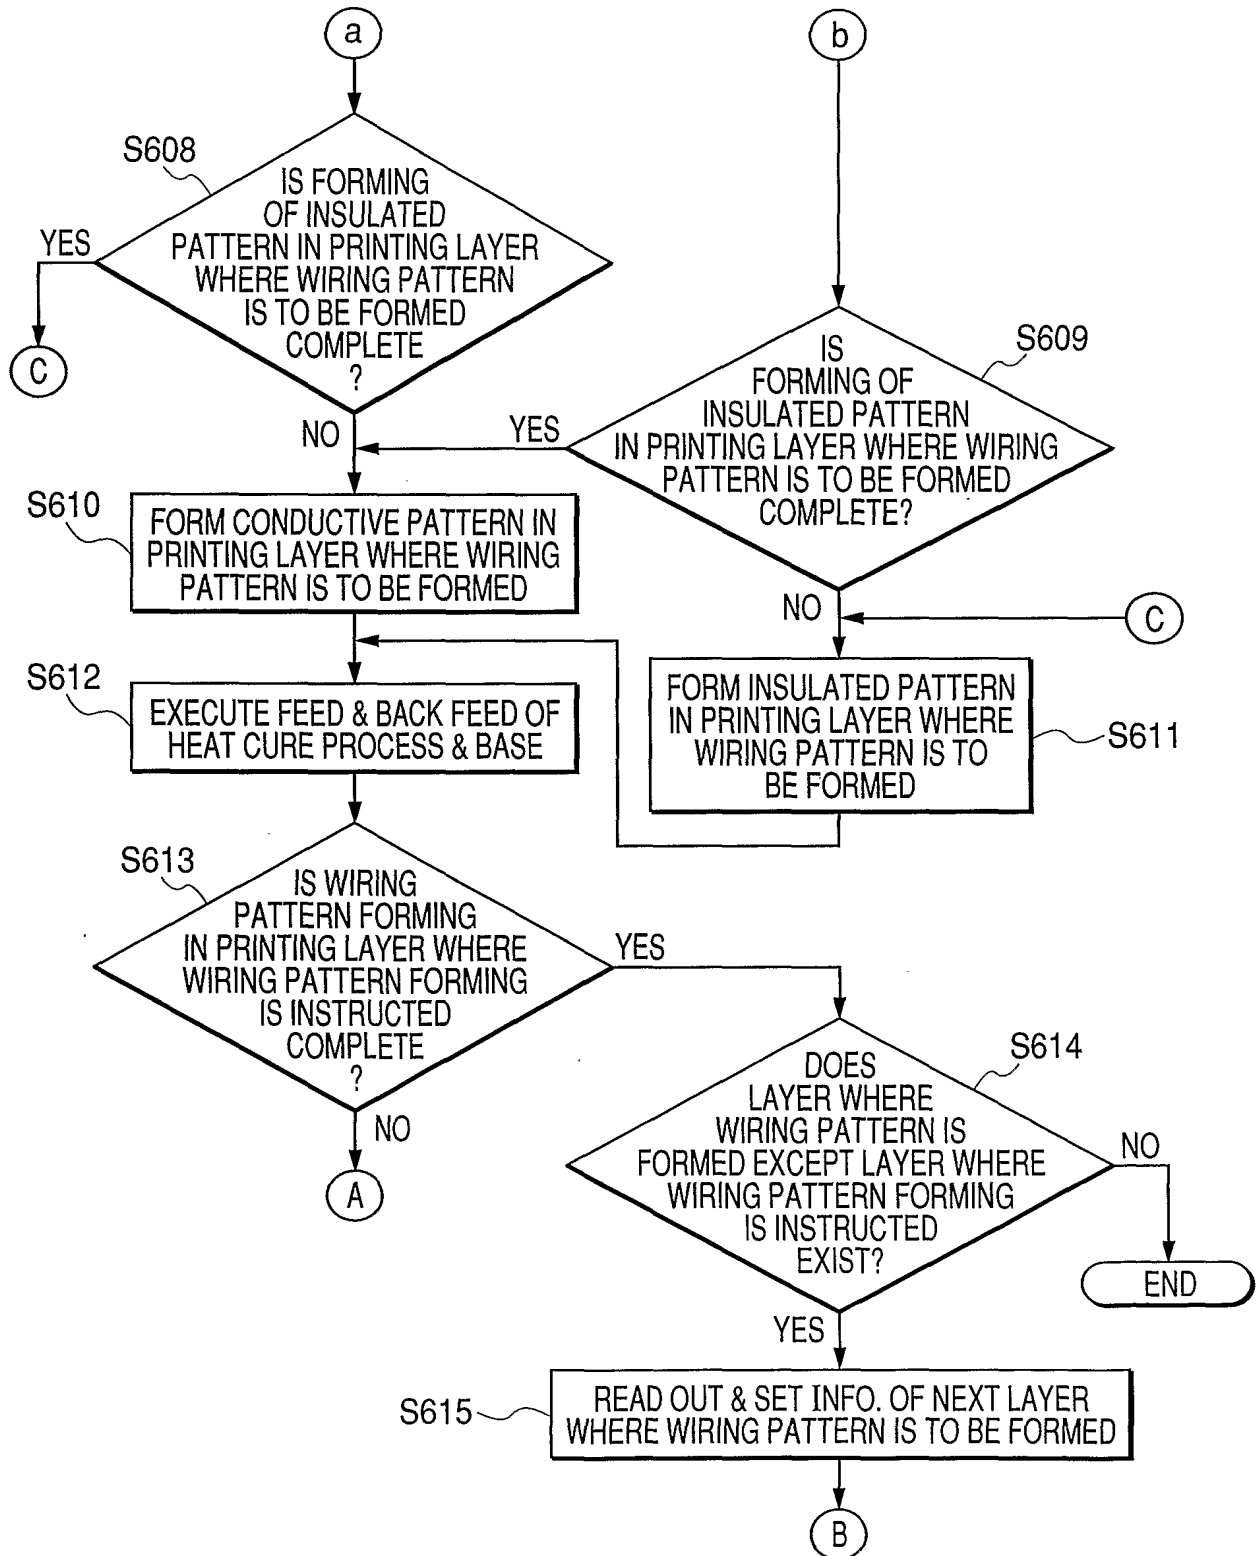 a
b
S608
IS FORMING
OF INSULATED
PATTERN IN PRINTING LAYER
WHERE WIRING PATTERN
IS TO BE FORMED
COMPLETE
?
YES
C
NO
S609
IS
FORMING OF
INSULATED PATTERN
IN PRINTING LAYER WHERE WIRING
PATTERN IS TO BE FORMED
COMPLETE?
YES
NO
C
S610
FORM CONDUCTIVE PATTERN IN
PRINTING LAYER WHERE WIRING
PATTERN IS TO BE FORMED
S611
FORM INSULATED PATTERN
IN PRINTING LAYER WHERE
WIRING PATTERN IS TO
BE FORMED
S612
EXECUTE FEED & BACK FEED OF
HEAT CURE PROCESS & BASE
S613
IS WIRING
PATTERN FORMING
IN PRINTING LAYER WHERE
WIRING PATTERN FORMING
IS INSTRUCTED
COMPLETE
?
YES
NO
A
S614
DOES
LAYER WHERE
WIRING PATTERN IS
FORMED EXCEPT LAYER WHERE
WIRING PATTERN FORMING
IS INSTRUCTED
EXIST?
NO
END
YES
S615
READ OUT & SET INFO. OF NEXT LAYER
WHERE WIRING PATTERN IS TO BE FORMED
B